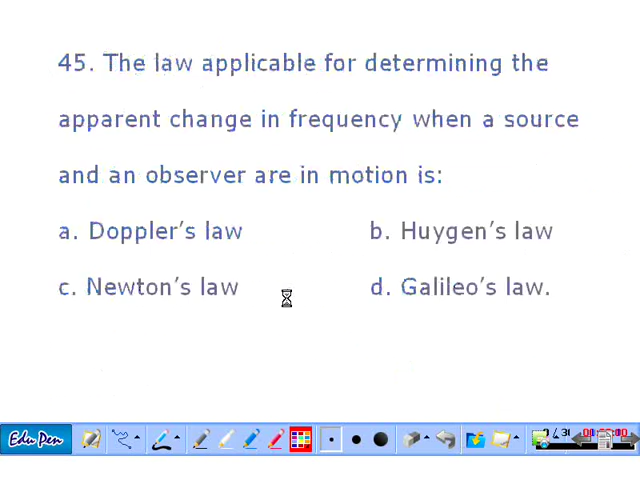 45. The law applicable for determining the
apparent change in frequency when a source
and an observer are in motion is:
a. Doppler's law b. Huygen's law
c. Newton's law d. Galileo's law.
Edu Pen